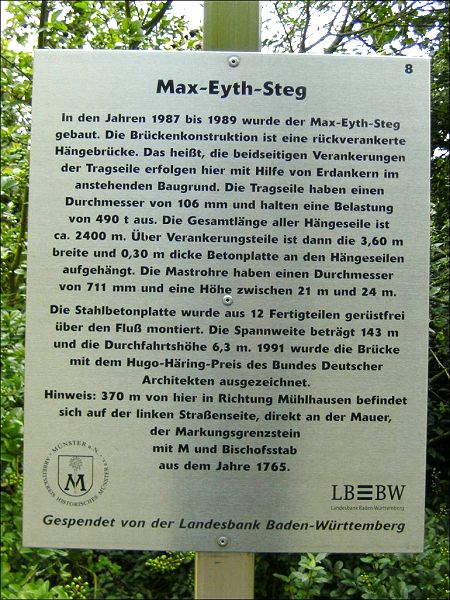 8
Max-Eyth-Steg
In den Jahren 1987 bis 1989 wurde der Max-Eyth-Steg
gebaut. Die Brückenkonstruktion ist eine rückverankerte
Hängebrücke. Das heißt, die beidseitigen Verankerungen
der Tragseile erfolgen hier mit Hilfe von Erdankern im
anstehenden Baugrund. Die Tragseile haben einen
Durchmesser von 106 mm und halten eine Belastung
von 490 t aus. Die Gesamtlänge aller Hängeseile ist
ca. 2400 m. Über Verankerungsteile ist dann die 3,60 m
breite und 0,30 m dicke Betonplatte an den Hängeseilen
aufgehängt. Die Mastrohre haben einen Durchmesser
von 711 mm und eine Höhe zwischen 21 m und 24 m.
Die Stahlbetonplatte wurde aus 12 Fertigteilen gerüstfrei
über den Fluß montiert. Die Spannweite beträgt 143 m
und die Durchfahrtshöhe 6,3 m. 1991 wurde die Brücke
mit dem Hugo-Häring-Preis des Bundes Deutscher
Architekten ausgezeichnet.
Hinweis: 370 m von hier in Richtung Mühlhausen befindet
sich auf der linken Straßenseite, direkt an der Mauer,
der Markungsgrenzstein
mit M und Bischofsstab
aus dem Jahre 1765.
MÜNSTER a.N.
ARBEITSKREIS HISTORISCHES MÜNSTER
M
LBBW
Landesbank Baden-Württemberg
Gespendet von der Landesbank Baden-Württemberg